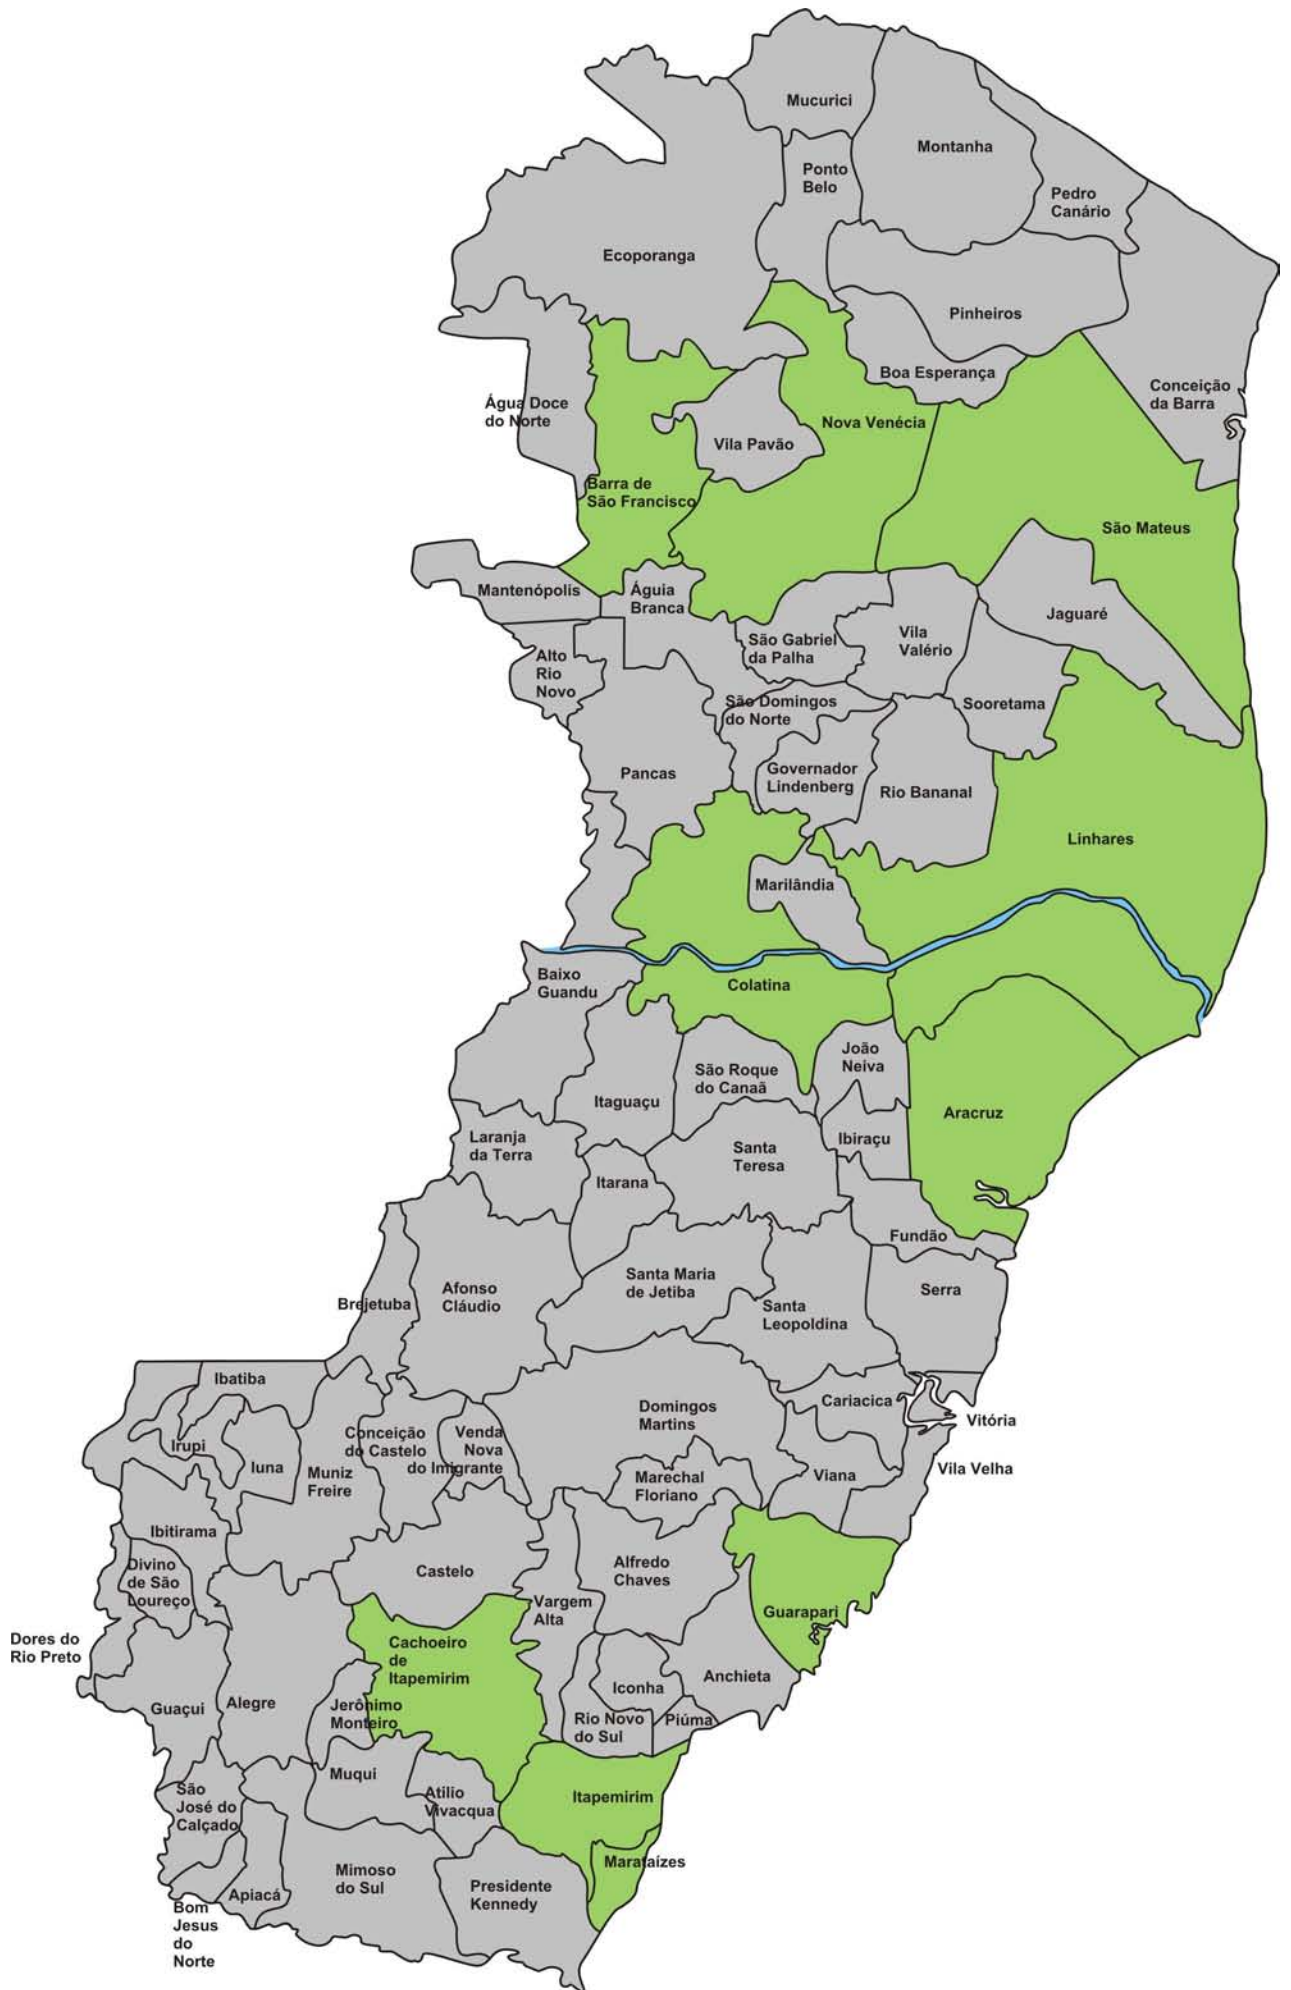 Mucurici
Montanha
Ponto
Belo
Pedro
Canário
Ecoporanga
Pinheiros
Boa Esperança
Conceição
da Barra
Água Doce
do Norte
Nova Venécia
Vila Pavão
Barra de
São Francisco
São Mateus
Mantenópolis
Águia
Branca
Jaguaré
São Gabriel
da Palha
Vila
Valério
Alto
Rio
Novo
São Domingos
do Norte
Sooretama
Pancas
Governador
Lindenberg
Rio Bananal
Linhares
Marilândia
Baixo
Guandu
Colatina
João
Neiva
São Roque
do Canaã
Itaguaçu
Aracruz
Laranja
da Terra
Ibiraçu
Santa
Teresa
Itarana
Fundão
Santa Maria
de Jetiba
Afonso
Cláudio
Serra
Brejetuba
Santa
Leopoldina
Ibatiba
Cariacica
Domingos
Martins
Vitória
Conceição
do Castelo
Venda
Nova
do Imigrante
Irupi
Iuna
Muniz
Freire
Marechal
Floriano
Viana
Vila Velha
Ibitirama
Divino
de São
Loureço
Castelo
Alfredo
Chaves
Vargem
Alta
Guarapari
Dores do
Rio Preto
Cachoeiro
de
Itapemirim
Anchieta
Iconha
Guaçui
Alegre
Jerônimo
Monteiro
Rio Novo
do Sul
Piúma
Muqui
São
José do
Calçado
Atilio
Vivacqua
Itapemirim
Marataízes
Mimoso
do Sul
Presidente
Kennedy
Apiacá
Bom
Jesus
do
Norte